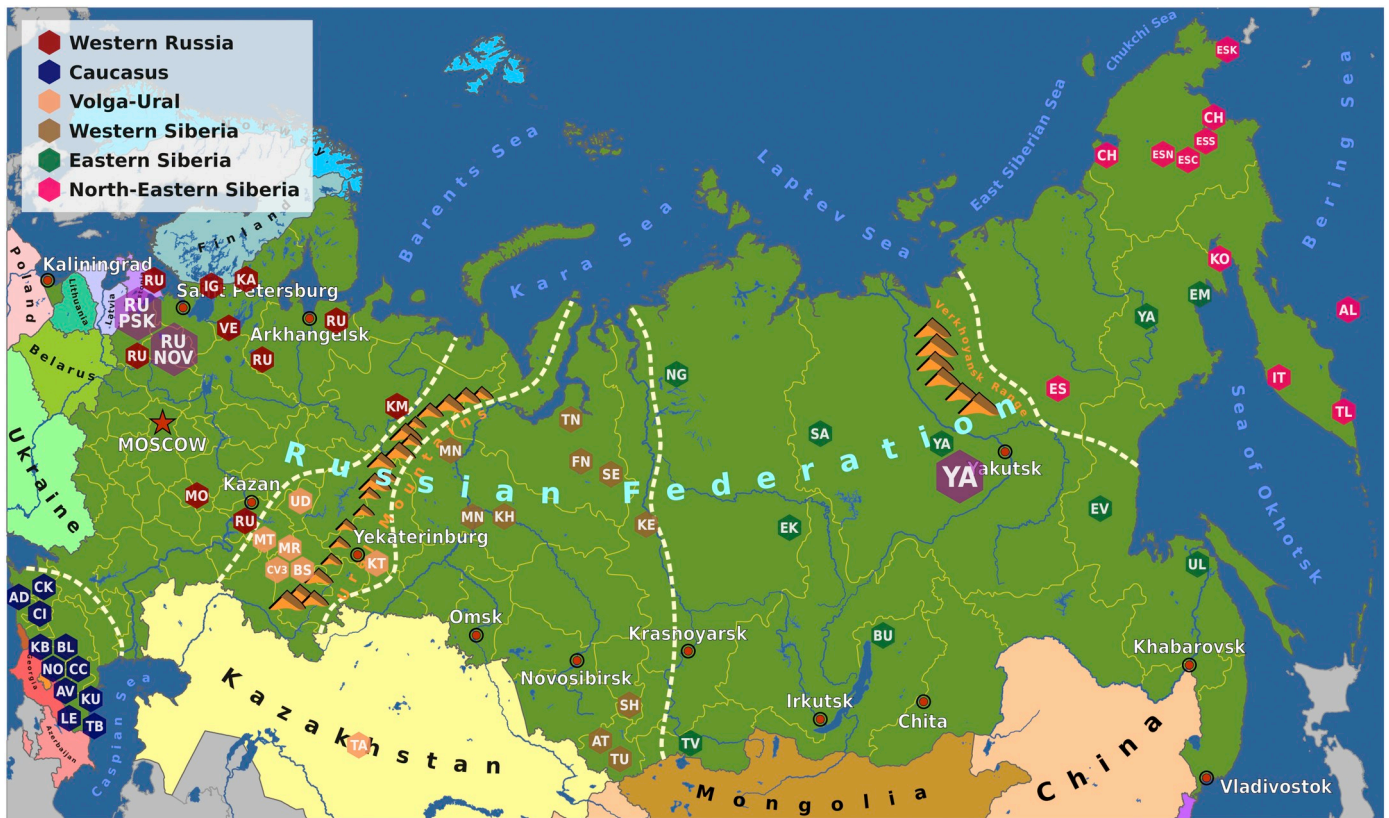 Western Russia
Caucasus
Volga-Ural
Western Siberia
Eastern Siberia
North-Eastern Siberia
Norway
Finland
Barents Sea
Kara Sea
Laptev Sea
East Siberian Sea
Chukchi Sea
Bering Sea
Sea of Okhotsk
ESK
CH
ESS
CH
ESN
ESC
KO
EM
YA
AL
IT
TL
ES
Poland
Kaliningrad
Lithuania
Latvia
Belarus
Ukraine
RU
IG
KA
Saint Petersburg
RU
PSK
RU
NOV
VE
RU
Arkhangelsk
RU
RU
KM
MOSCOW
Russian Federation
Ural Mountains
Verkhoyansk Range
NG
TN
MN
FN
SE
SA
YA
YA
Yakutsk
MO
Kazan
UD
RU
MT
MR
CV3
BS
KT
Yekaterinburg
MN
KH
KE
EK
EV
UL
CK
AD
CI
KB
BL
NO
CC
AV
KU
LE
TB
Georgia
Azerbaijan
Caspian Sea
Omsk
Krasnoyarsk
Novosibirsk
BU
Khabarovsk
Irkutsk
Chita
SH
AT
TU
TV
TA
Kazakhstan
Mongolia
China
Vladivostok